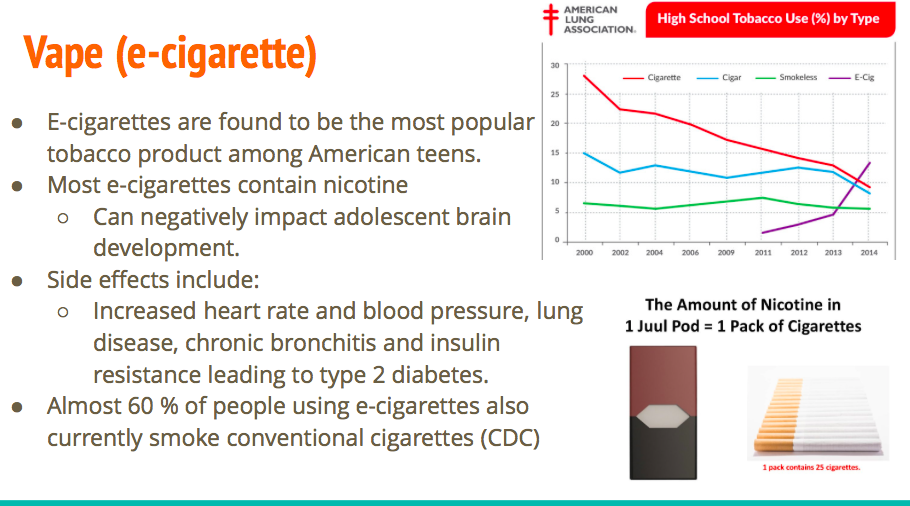 Vape (e-cigarette)
● E-cigarettes are found to be the most popular
tobacco product among American teens.
● Most e-cigarettes contain nicotine
○ Can negatively impact adolescent brain
development.
● Side effects include:
○ Increased heart rate and blood pressure, lung
disease, chronic bronchitis and insulin
resistance leading to type 2 diabetes.
● Almost 60 % of people using e-cigarettes also
currently smoke conventional cigarettes (CDC)
AMERICAN
LUNG
ASSOCIATION®
High School Tobacco Use (%) by Type
Cigarette Cigar Smokeless E-Cig
30
25
20
15
10
5
0
2000 2002 2004 2006 2009 2011 2012 2013 2014
The Amount of Nicotine in
1 Juul Pod = 1 Pack of Cigarettes
1 pack contains 25 cigarettes.